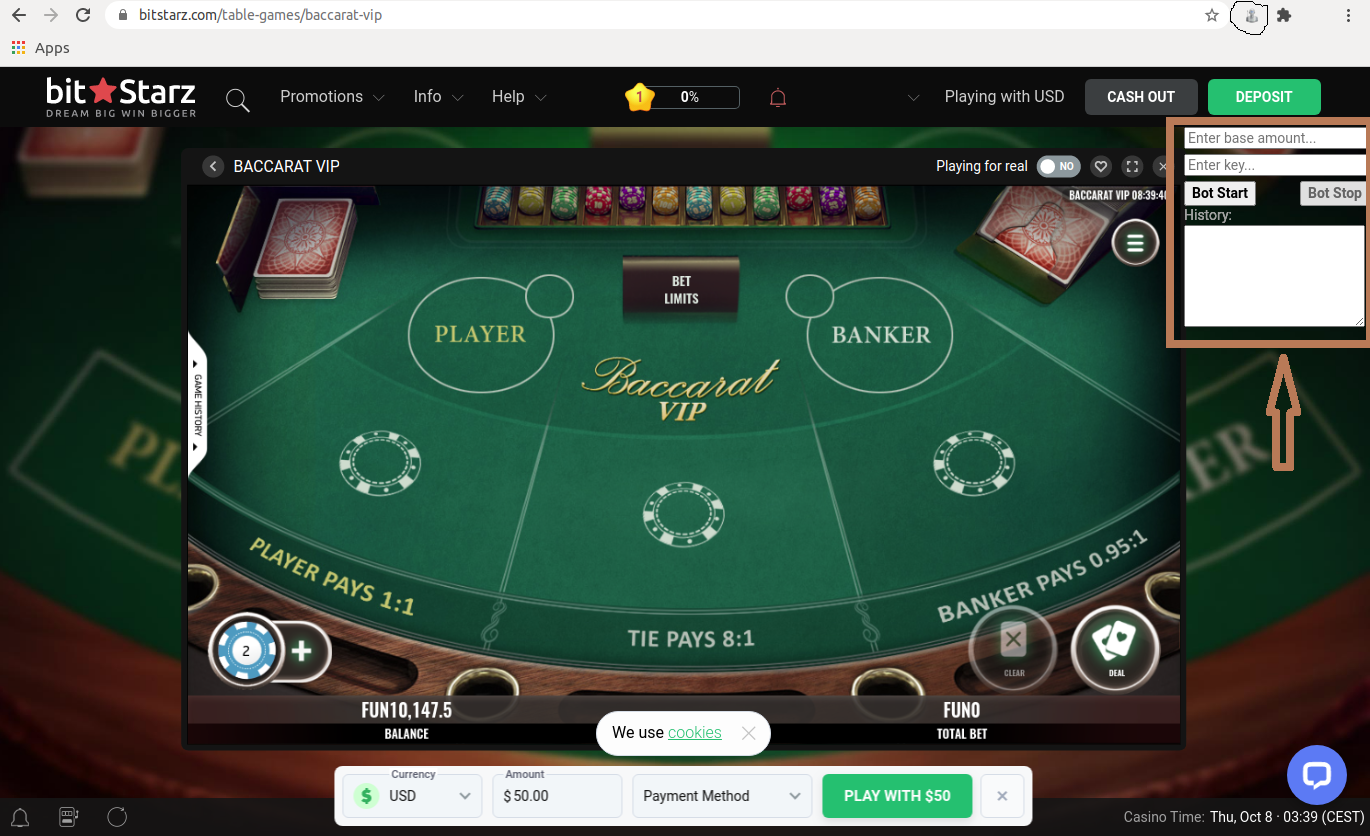 bitstarz.com/table-games/baccarat-vip
Apps
bit Starz
DREAM BIG WIN BIGGER
Promotions
Info
Help
1
0%
Playing with USD
CASH OUT
DEPOSIT
BACCARAT VIP
Playing for real
NO
Enter base amount...
Enter key...
Bot Start
Bot Stop
History:
BACCARAT VIP 08:39:40
BET
LIMITS
PLAYER
BANKER
Baccarat
VIP
GAME HISTORY
PLAYER PAYS 1:1
TIE PAYS 8:1
BANKER PAYS 0.95:1
2
CLEAR
DEAL
FUN10,147.5
BALANCE
FUN0
TOTAL BET
We use cookies
Currency
$ USD
Amount
$50.00
Payment Method
PLAY WITH $50
Casino Time: Thu, Oct 8 · 03:39 (CEST)